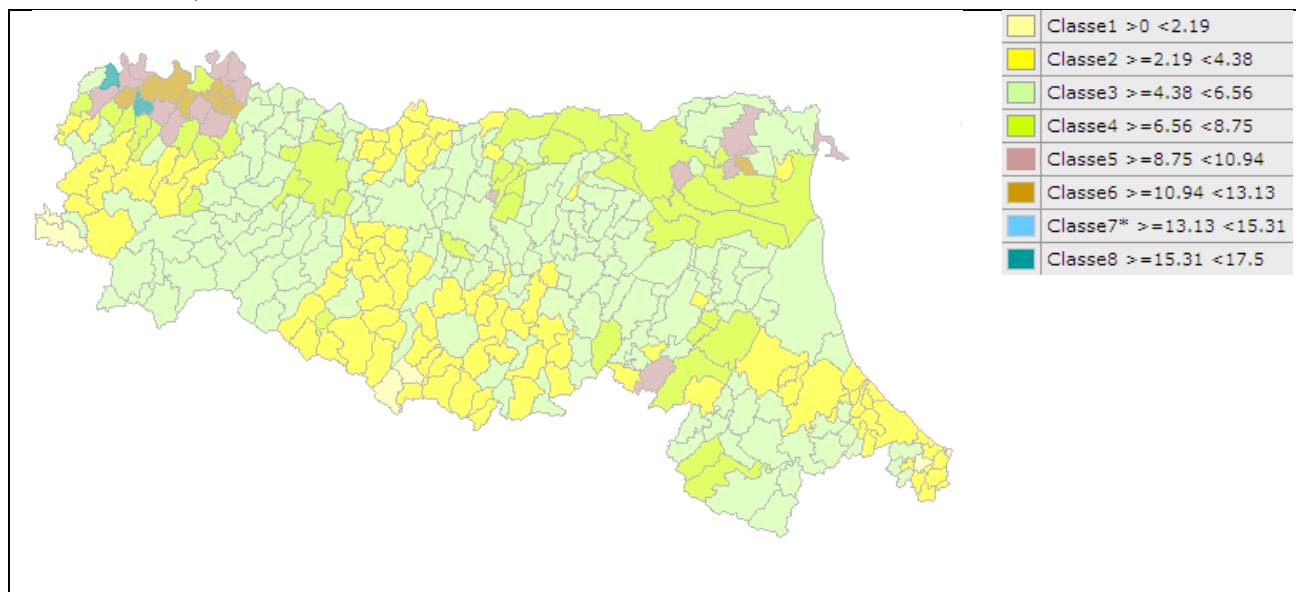 Classe1 >0 <2.19
Classe2 >=2.19 <4.38
Classe3 >=4.38 <6.56
Classe4 >=6.56 <8.75
Classe5 >=8.75 <10.94
Classe6 >=10.94 <13.13
Classe7* >=13.13 <15.31
Classe8 >=15.31 <17.5